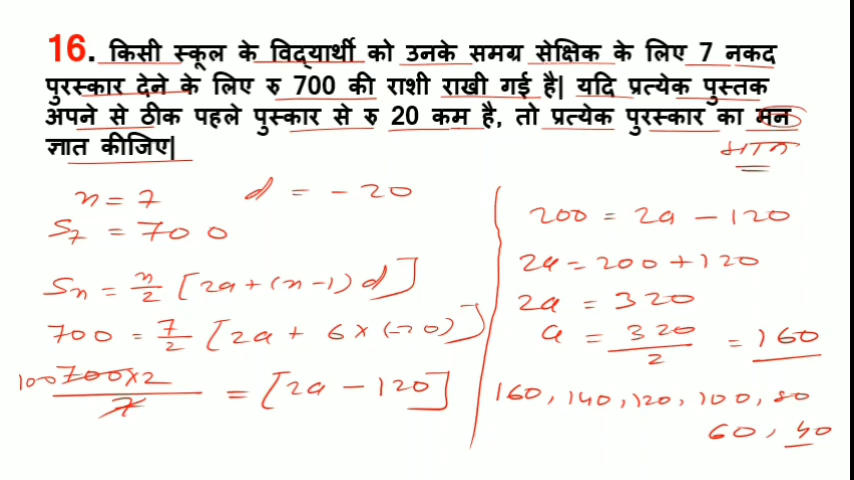 16. किसी स्कूल के विद्यार्थी को उनके समग्र सेक्षिक के लिए 7 नकद
पुरस्कार देने के लिए रु 700 की राशी राखी गई है| यदि प्रत्येक पुस्तक
अपने से ठीक पहले पुस्कार से रु 20 कम है, तो प्रत्येक पुरस्कार का मन
ज्ञात कीजिए|
मान
n = 7 d = - 20
S7 = 700
Sn = n/2 [2a + (n-1) d]
700 = 7/2 [2a + 6 × (-20)]
100 700×2/7 = [2a - 120]
200 = 2a - 120
2a = 200 + 120
2a = 320
a = 320/2 = 160
160, 140, 120, 100, 80
60, 40